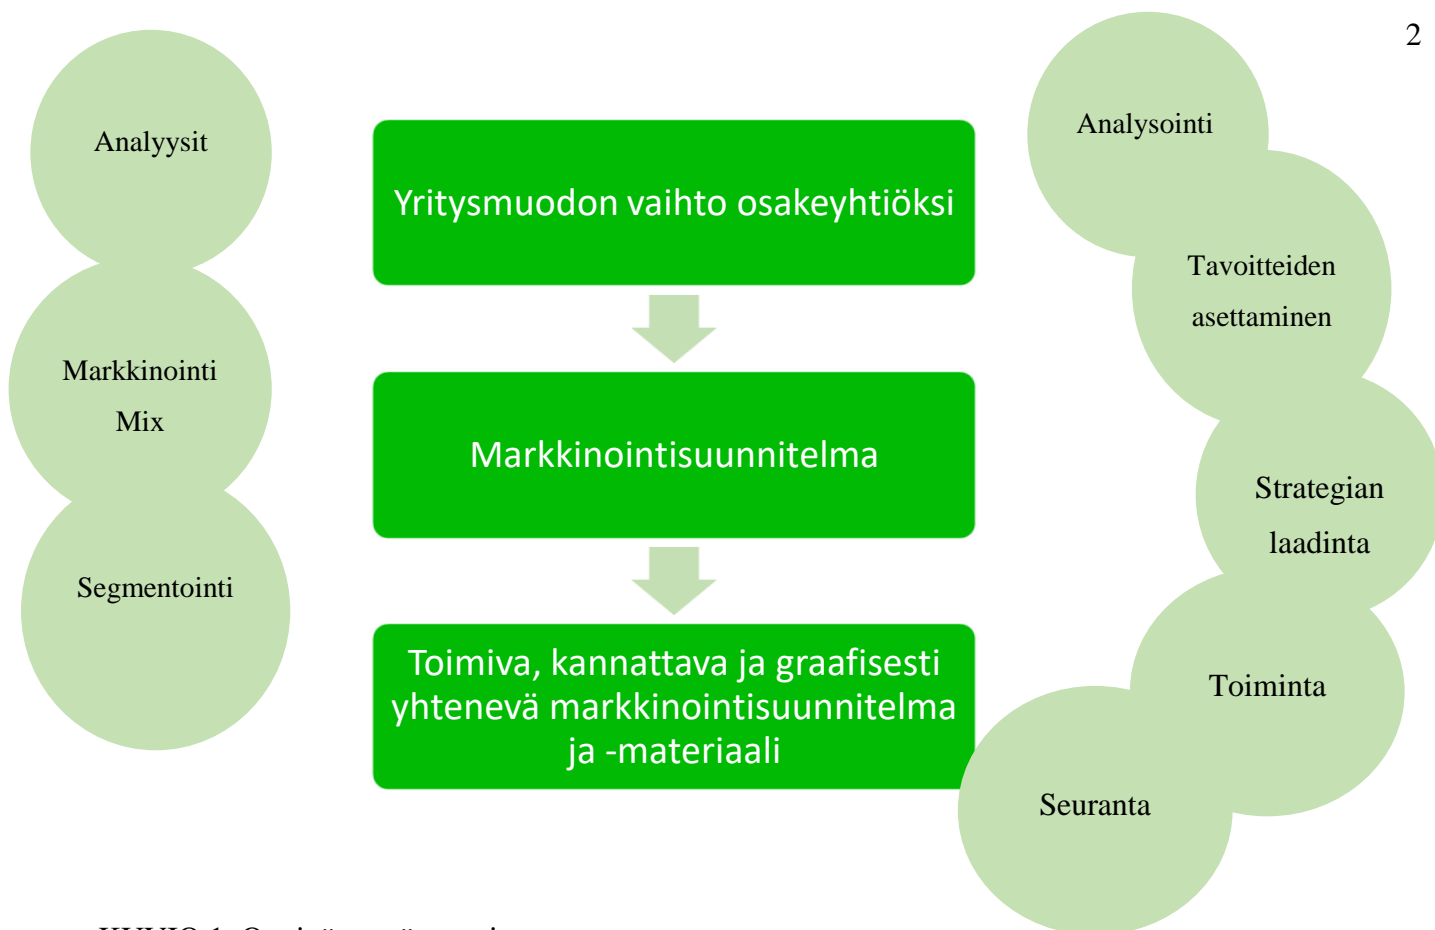 2
Analyysit
Markkinointi
Mix
Segmentointi
Yritysmuodon vaihto osakeyhtiöksi
Markkinointisuunnitelma
Toimiva, kannattava ja graafisesti
yhtenevä markkinointisuunnitelma
ja -materiaali
Analysointi
Tavoitteiden
asettaminen
Strategian
laadinta
Toiminta
Seuranta